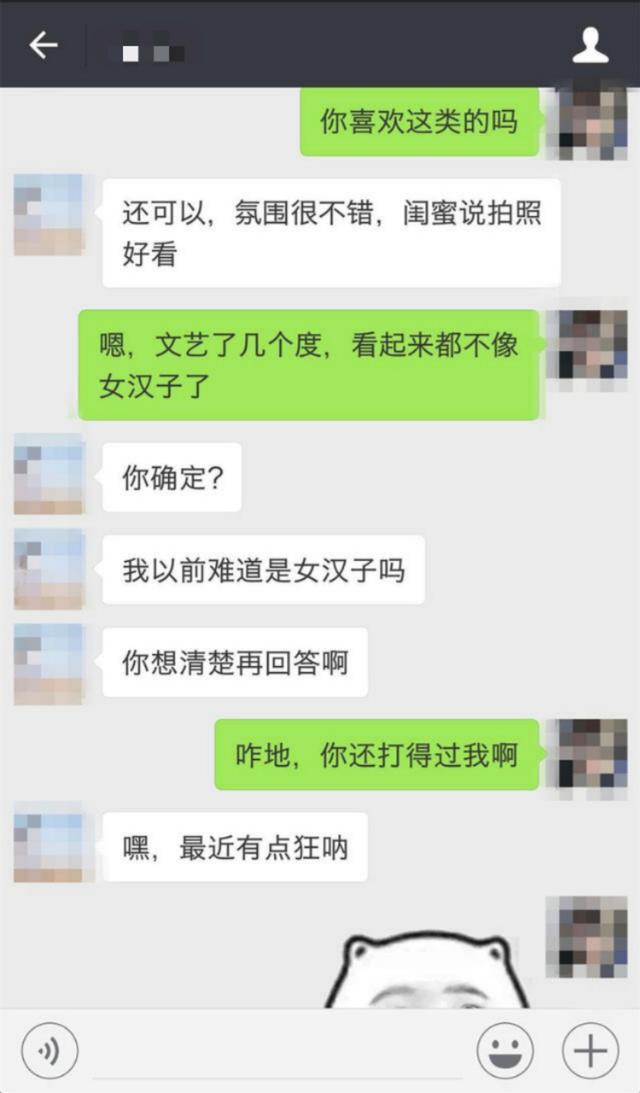 你喜欢这类的吗
还可以，氛围很不错，闺蜜说拍照
好看
嗯，文艺了几个度，看起来都不像
女汉子了
你确定？
我以前难道是女汉子吗
你想清楚再回答啊
咋地，你还打得过我啊
嘿，最近有点狂呐